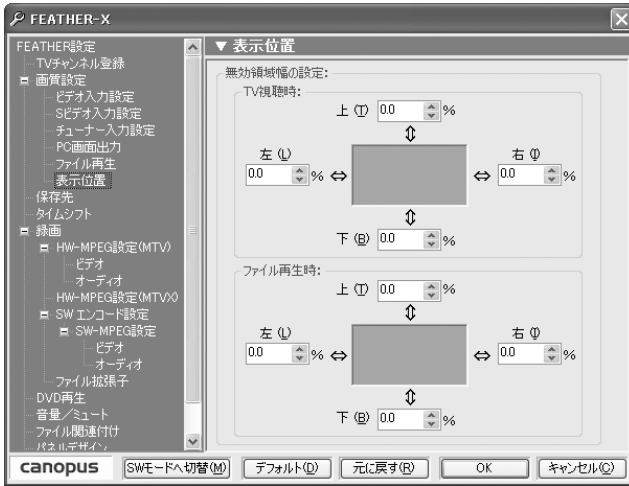 FEATHER-X
FEATHER設定
TVチャンネル登録
画質設定
ビデオ入力設定
Sビデオ入力設定
チューナー入力設定
PC画面出力
ファイル再生
表示位置
保存先
タイムシフト
録画
HW-MPEG設定(MTV)
ビデオ
オーディオ
HW-MPEG設定(MTVX)
SWエンコード設定
SW-MPEG設定
ビデオ
オーディオ
ファイル拡張子
DVD再生
音量／ミュート
ファイル関連付け
パネルデザイン
▼ 表示位置
無効領域幅の設定:
TV視聴時:
上(T) 0.0 %
左(L) 右(I)
0.0 % 0.0 %
下(B) 0.0 %
ファイル再生時:
上(T) 0.0 %
左(L) 右(I)
0.0 % 0.0 %
下(B) 0.0 %
canopus SWモードへ切替(M) デフォルト(D) 元に戻す(R) OK キャンセル(C)